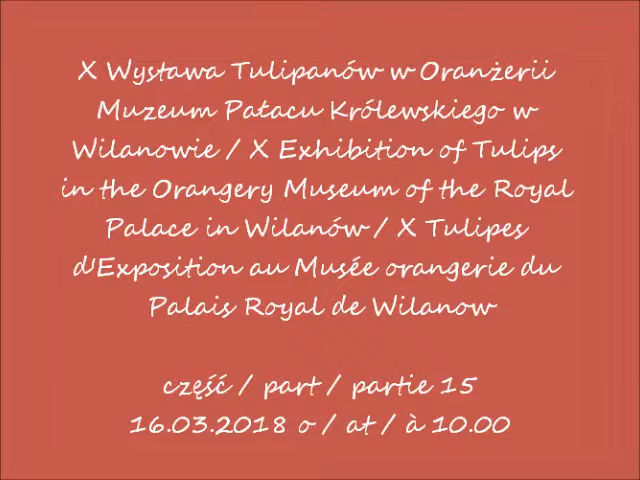 X Wystawa Tulipanów w Oranżerii
Muzeum Pałacu Królewskiego w
Wilanowie / X Exhibition of Tulips
in the Orangery Museum of the Royal
Palace in Wilanów / X Tulipes
d'Exposition au Musée orangerie du
Palais Royal de Wilanow
część / part / partie 15
16.03.2018 o / at / à 10.00